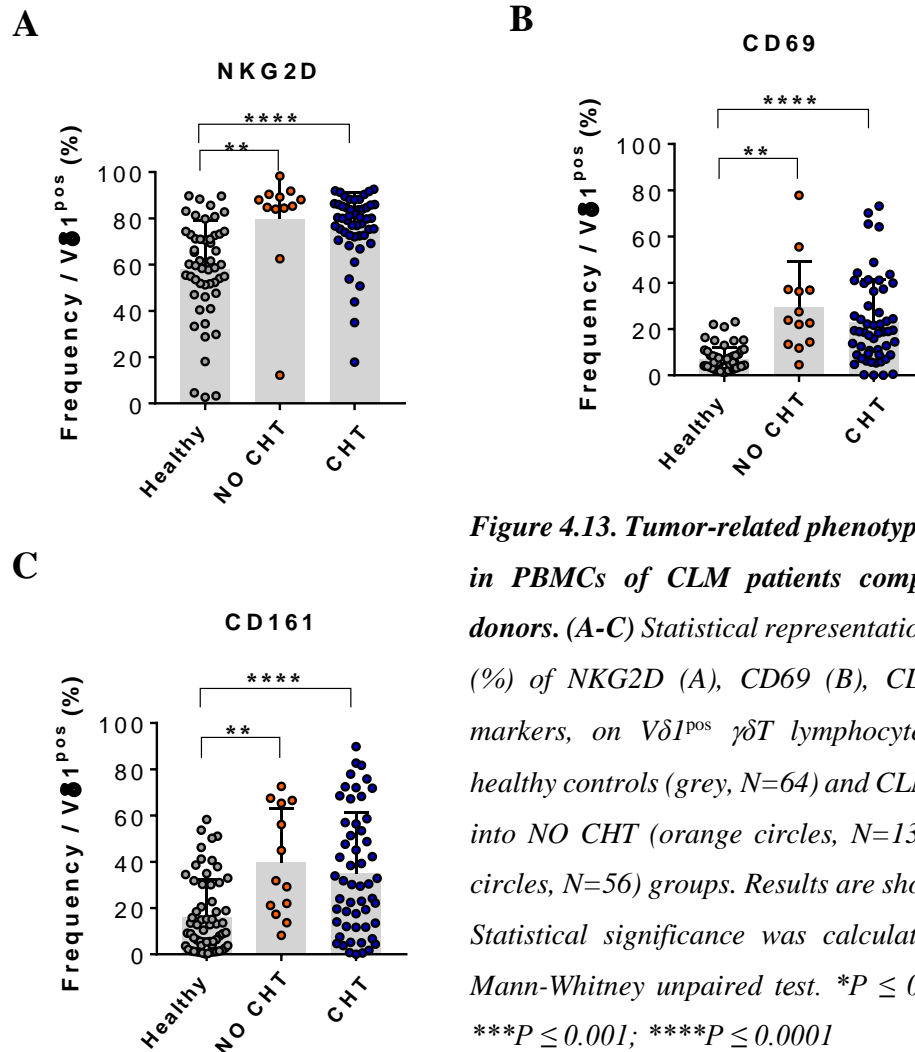 A
NKG2D
****
**
Frequency / Vδ1pos (%)
100
80
60
40
20
0
Healthy
NO CHT
CHT
B
CD69
****
**
Frequency / Vδ1pos (%)
100
80
60
40
20
0
Healthy
NO CHT
CHT
C
CD161
****
**
Frequency / Vδ1pos (%)
100
80
60
40
20
0
Healthy
NO CHT
CHT
Figure 4.13. Tumor-related phenotyp
in PBMCs of CLM patients comp
donors. (A-C) Statistical representation
(%) of NKG2D (A), CD69 (B), CD
markers, on Vδ1pos γδT lymphocyte
healthy controls (grey, N=64) and CLM
into NO CHT (orange circles, N=13
circles, N=56) groups. Results are sho
Statistical significance was calculat
Mann-Whitney unpaired test. *P ≤ 0
***P ≤ 0.001; ****P ≤ 0.0001